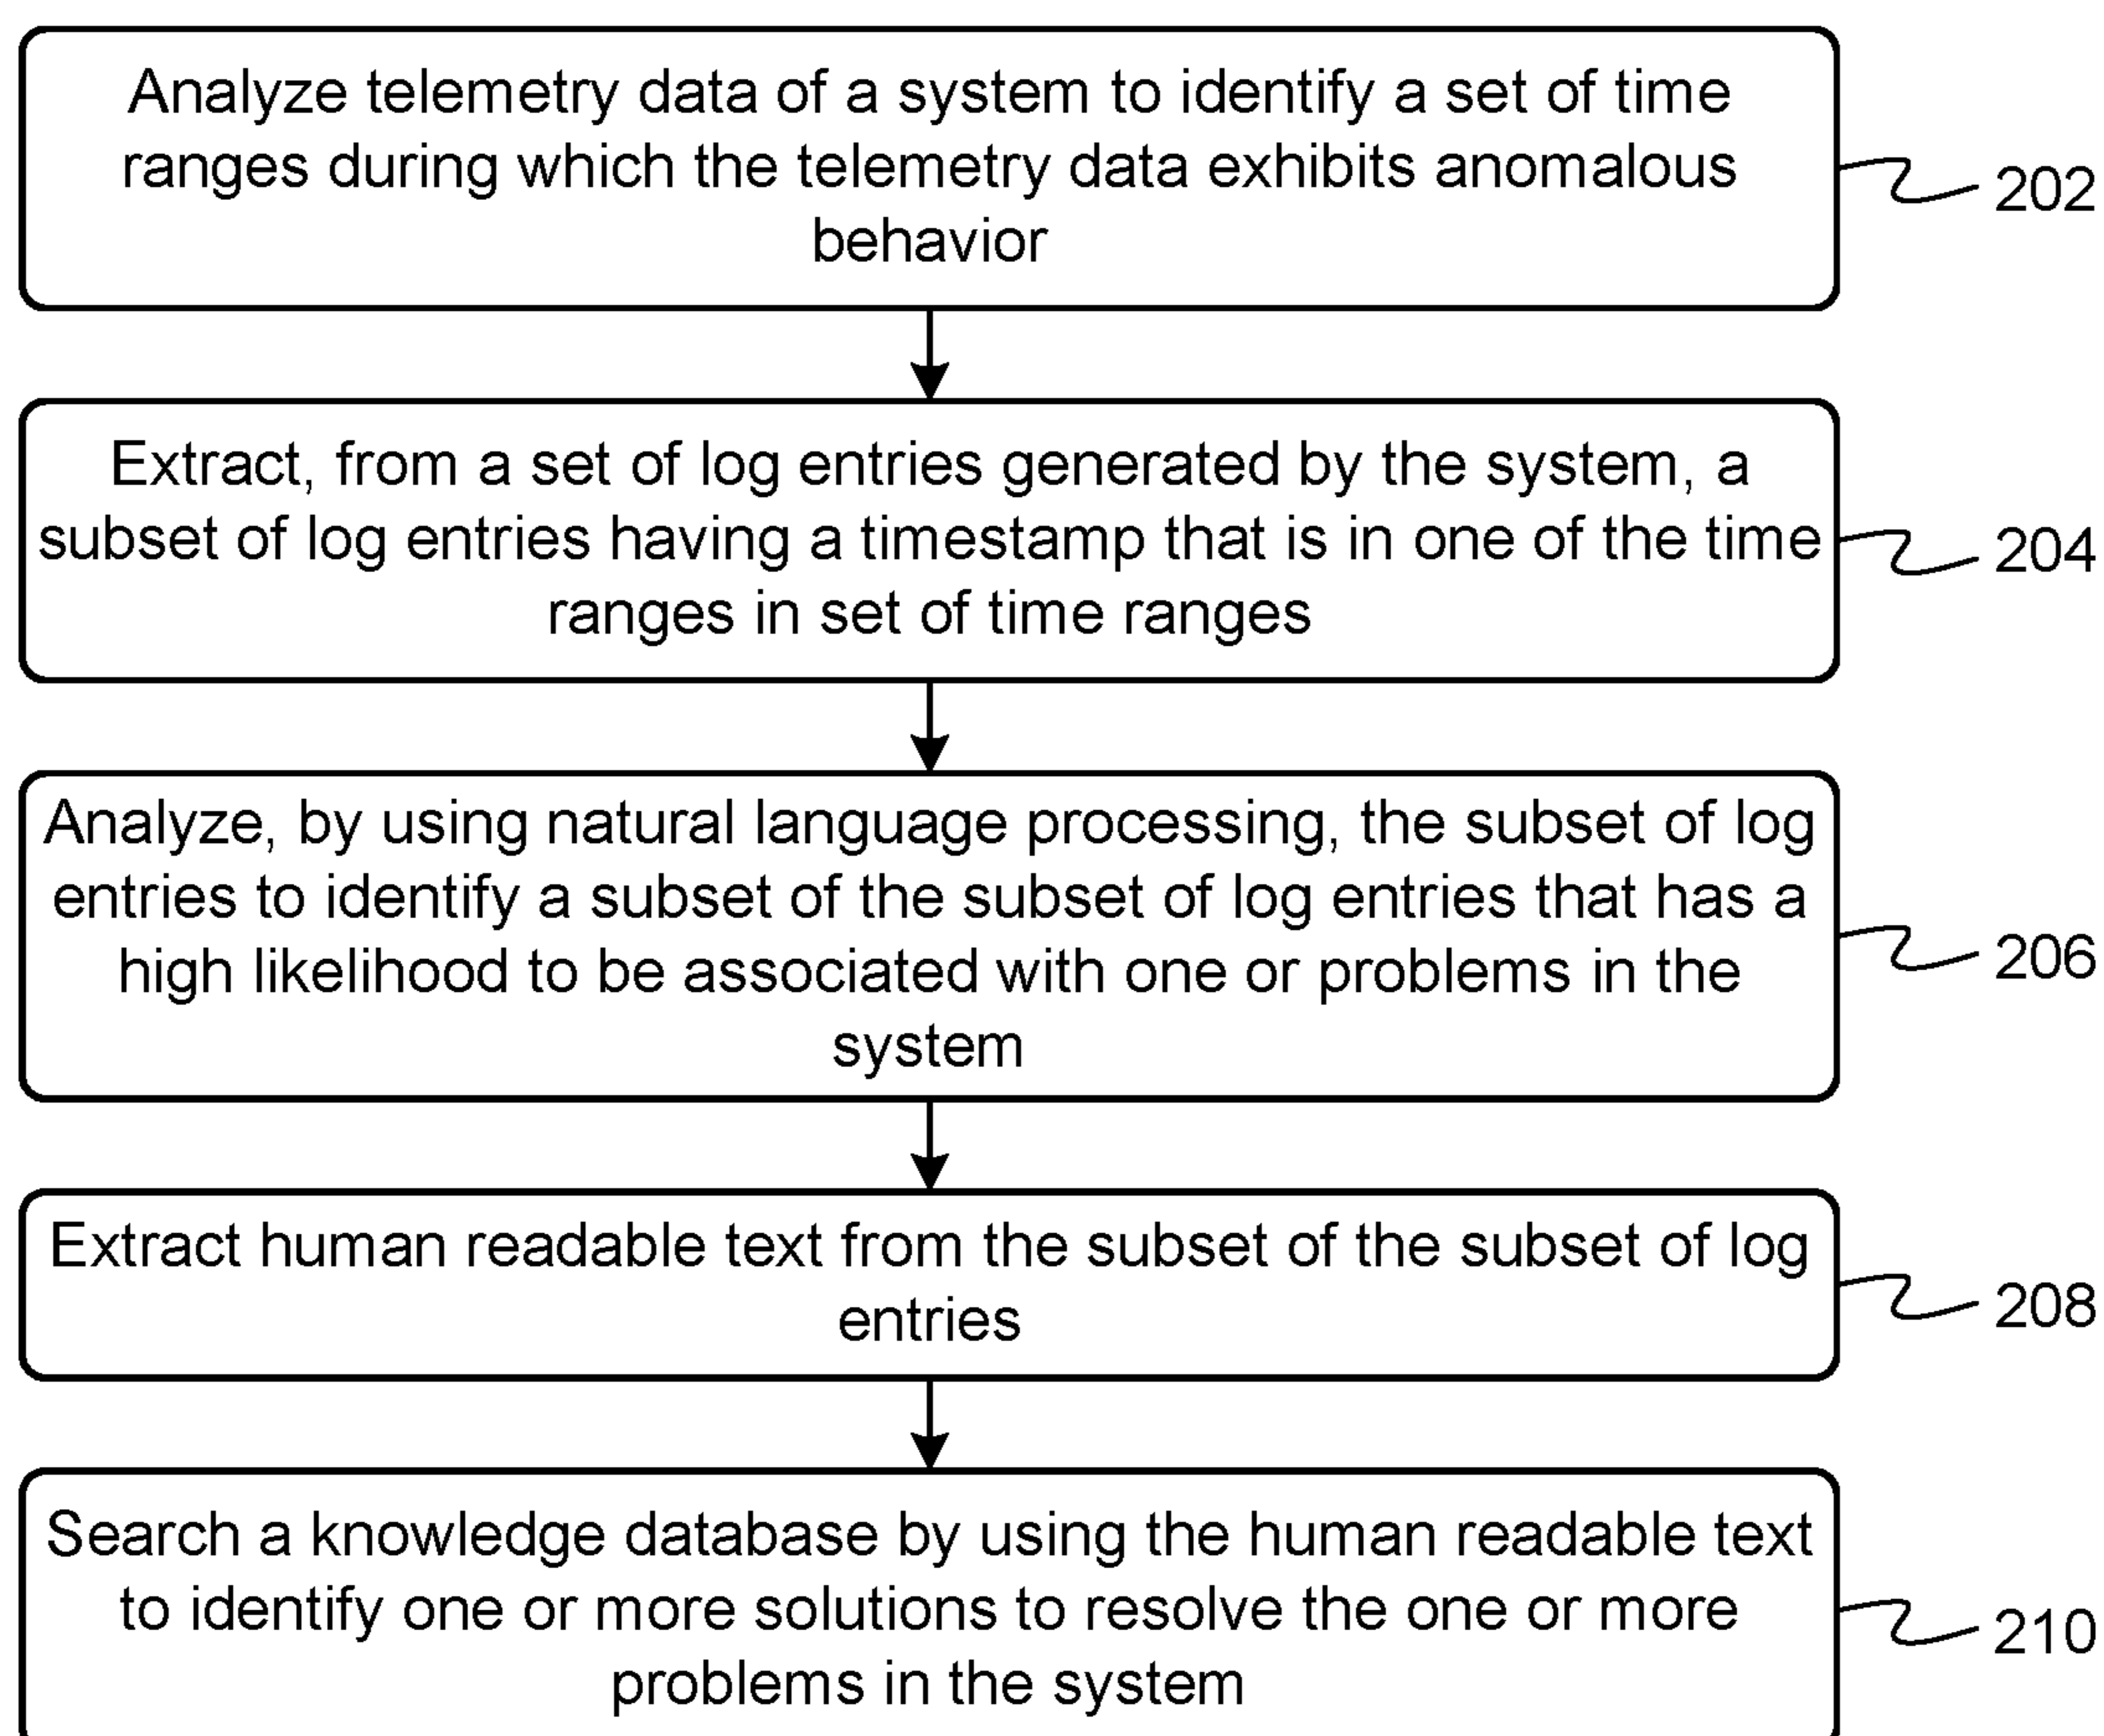 Analyze telemetry data of a system to identify a set of time
ranges during which the telemetry data exhibits anomalous
behavior
202
Extract, from a set of log entries generated by the system, a
subset of log entries having a timestamp that is in one of the time
ranges in set of time ranges
204
Analyze, by using natural language processing, the subset of log
entries to identify a subset of the subset of log entries that has a
high likelihood to be associated with one or problems in the
system
206
Extract human readable text from the subset of the subset of log
entries
208
Search a knowledge database by using the human readable text
to identify one or more solutions to resolve the one or more
problems in the system
210